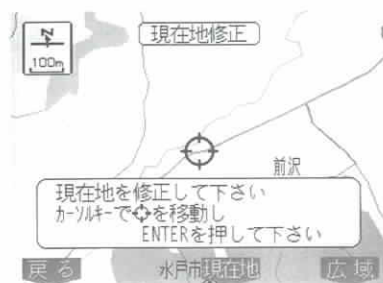 現在地修正
N
100m
前沢
現在地を修正して下さい
カーソルキーで を移動し
ENTERを押して下さい
戻る
水戸市現在地
広域